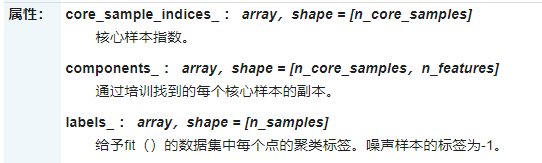 属性： core_sample_indices_ ： array，shape = [n_core_samples]
核心样本指数。
components_ ： array，shape = [n_core_samples，n_features]
通过培训找到的每个核心样本的副本。
labels_ ： array，shape = [n_samples]
给予fit（）的数据集中每个点的聚类标签。噪声样本的标签为-1。